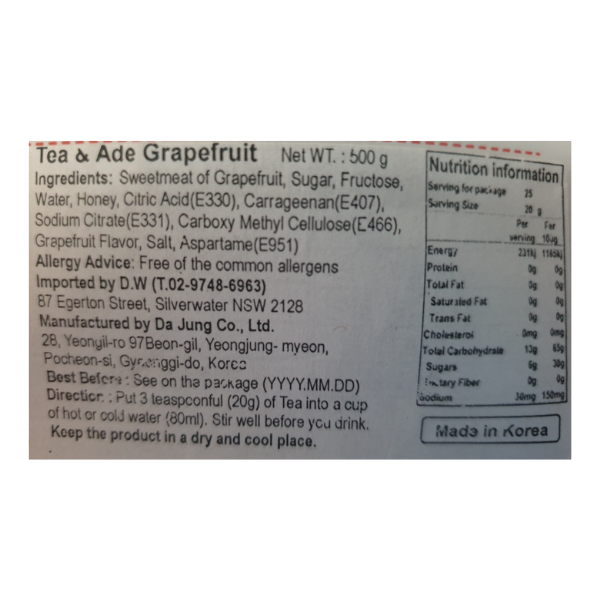 Tea & Ade Grapefruit Net WT. : 500 g
Ingredients: Sweetmeat of Grapefruit, Sugar, Fructose,
Water, Honey, Citric Acid(E330), Carrageenan(E407),
Sodium Citrate(E331), Carboxy Methyl Cellulose(E466),
Grapefruit Flavor, Salt, Aspartame(E951)
Allergy Advice: Free of the common allergens
Imported by D.W (T.02-9748-6963)
87 Egerton Street, Silverwater NSW 2128
Manufactured by Da Jung Co., Ltd.
28, Yeongil-ro 97Beon-gil, Yeongjung- myeon,
Pocheon-si, Gyeonggi-do, Korea
Best Before : See on the package (YYYY.MM.DD)
Direction : Put 3 teasponful (20g) of Tea into a cup
of hot or cold water (80ml). Stir well before you drink.
Keep the product in a dry and cool place.
Nutrition information
Serving for package 25
Serving Size 20 g
Per Per
serving 100g
Energy 231kj 1165kj
Protein 0g 0g
Total Fat 0g 0g
Saturated Fat 0g 0g
Trans Fat 0g 0g
Cholesterol 0mg 0mg
Total Carbohydrate 13g 65g
Sugars 6g 30g
Dietary Fiber 0g 0g
Sodium 30mg 150mg
Made in Korea